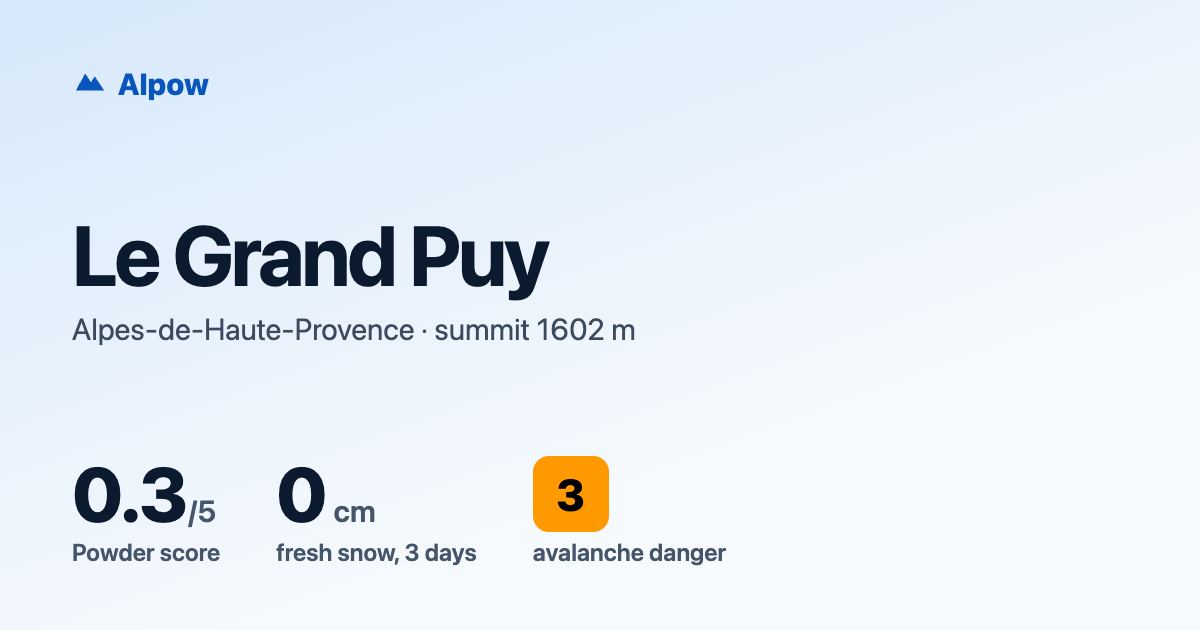 Alpow
Le Grand Puy
Alpes-de-Haute-Provence · summit 1602 m
0.3/5 0 cm 3
Powder score fresh snow, 3 days avalanche danger